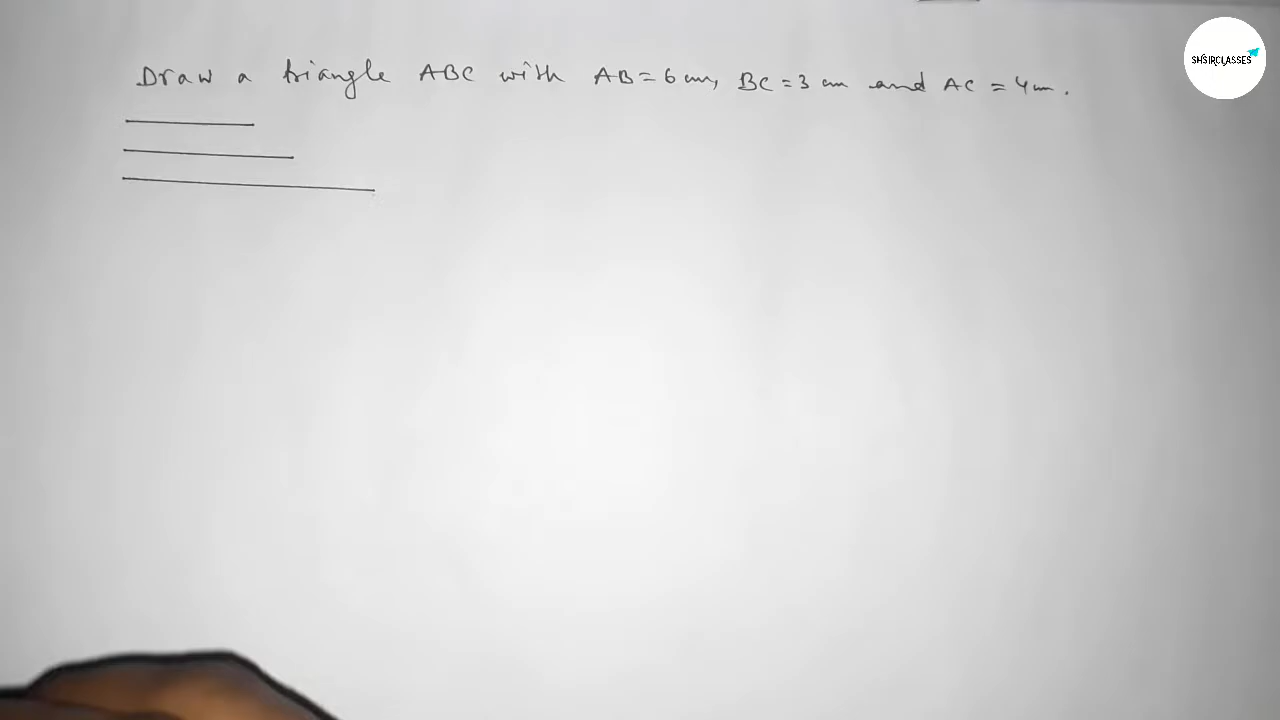 Draw a triangle ABC with AB = 6 cm, BC = 3 cm and AC = 4 cm.
SHSIRCLASSES